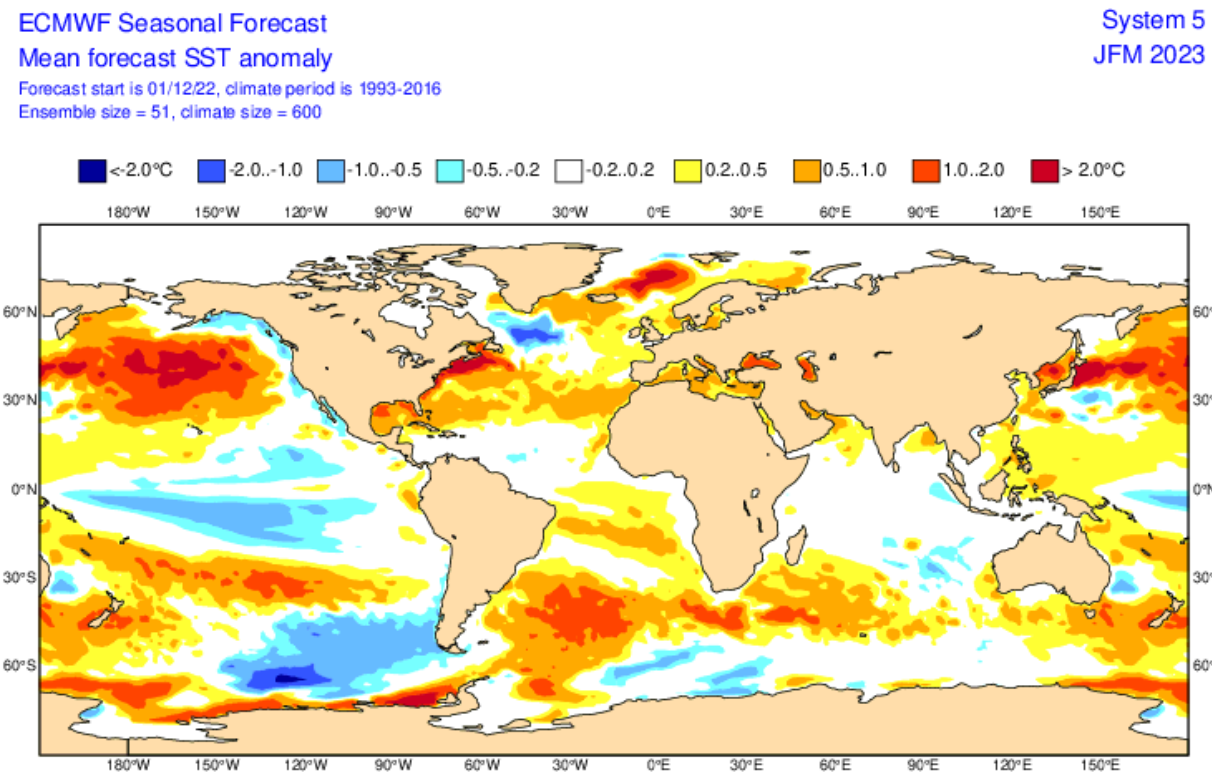 ECMWF Seasonal Forecast
System 5
Mean forecast SST anomaly
JFM 2023
Forecast start is 01/12/22, climate period is 1993-2016
Ensemble size = 51, climate size = 600
<-2.0°C -2.0..-1.0 -1.0..-0.5 -0.5..-0.2 -0.2..0.2 0.2..0.5 0.5..1.0 1.0..2.0 > 2.0°C
180°W 150°W 120°W 90°W 60°W 30°W 0°E 30°E 60°E 90°E 120°E 150°E
60°N 60°
30°N 30°
0°N 0°N
30°S 30°
60°S 60°
180°W 150°W 120°W 90°W 60°W 30°W 0°E 30°E 60°E 90°E 120°E 150°E